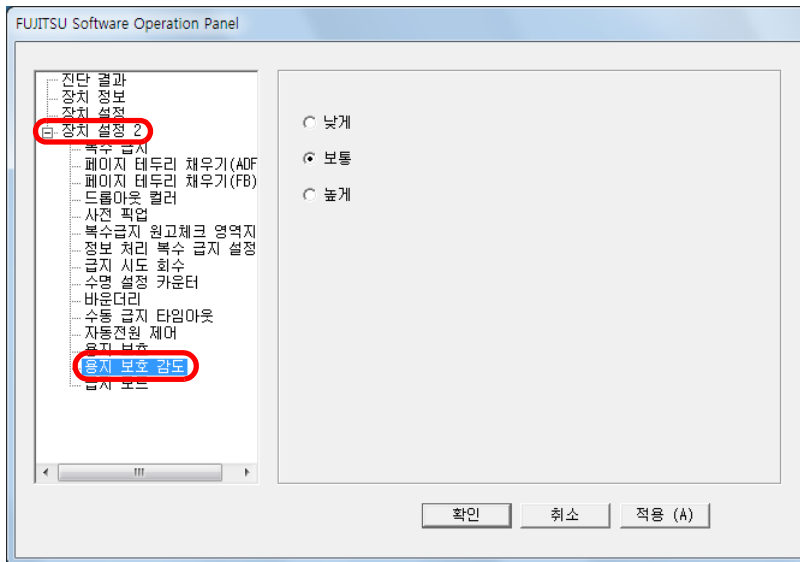 FUJITSU Software Operation Panel
진단 결과
장치 정보
장치 설정
장치 설정 2
복수 급지
페이지 테두리 채우기(ADF
페이지 테두리 채우기(FB)
드롭아웃 컬러
사전 픽업
복수급지 원고체크 영역지
정보 처리 복수 급지 설정
급지 시도 회수
수명 설정 카운터
바운더리
수동 급지 타임아웃
자동전원 제어
용지 보호
용지 보호 감도
급지 모드
낮게
보통
높게
확인
취소
적용 (A)